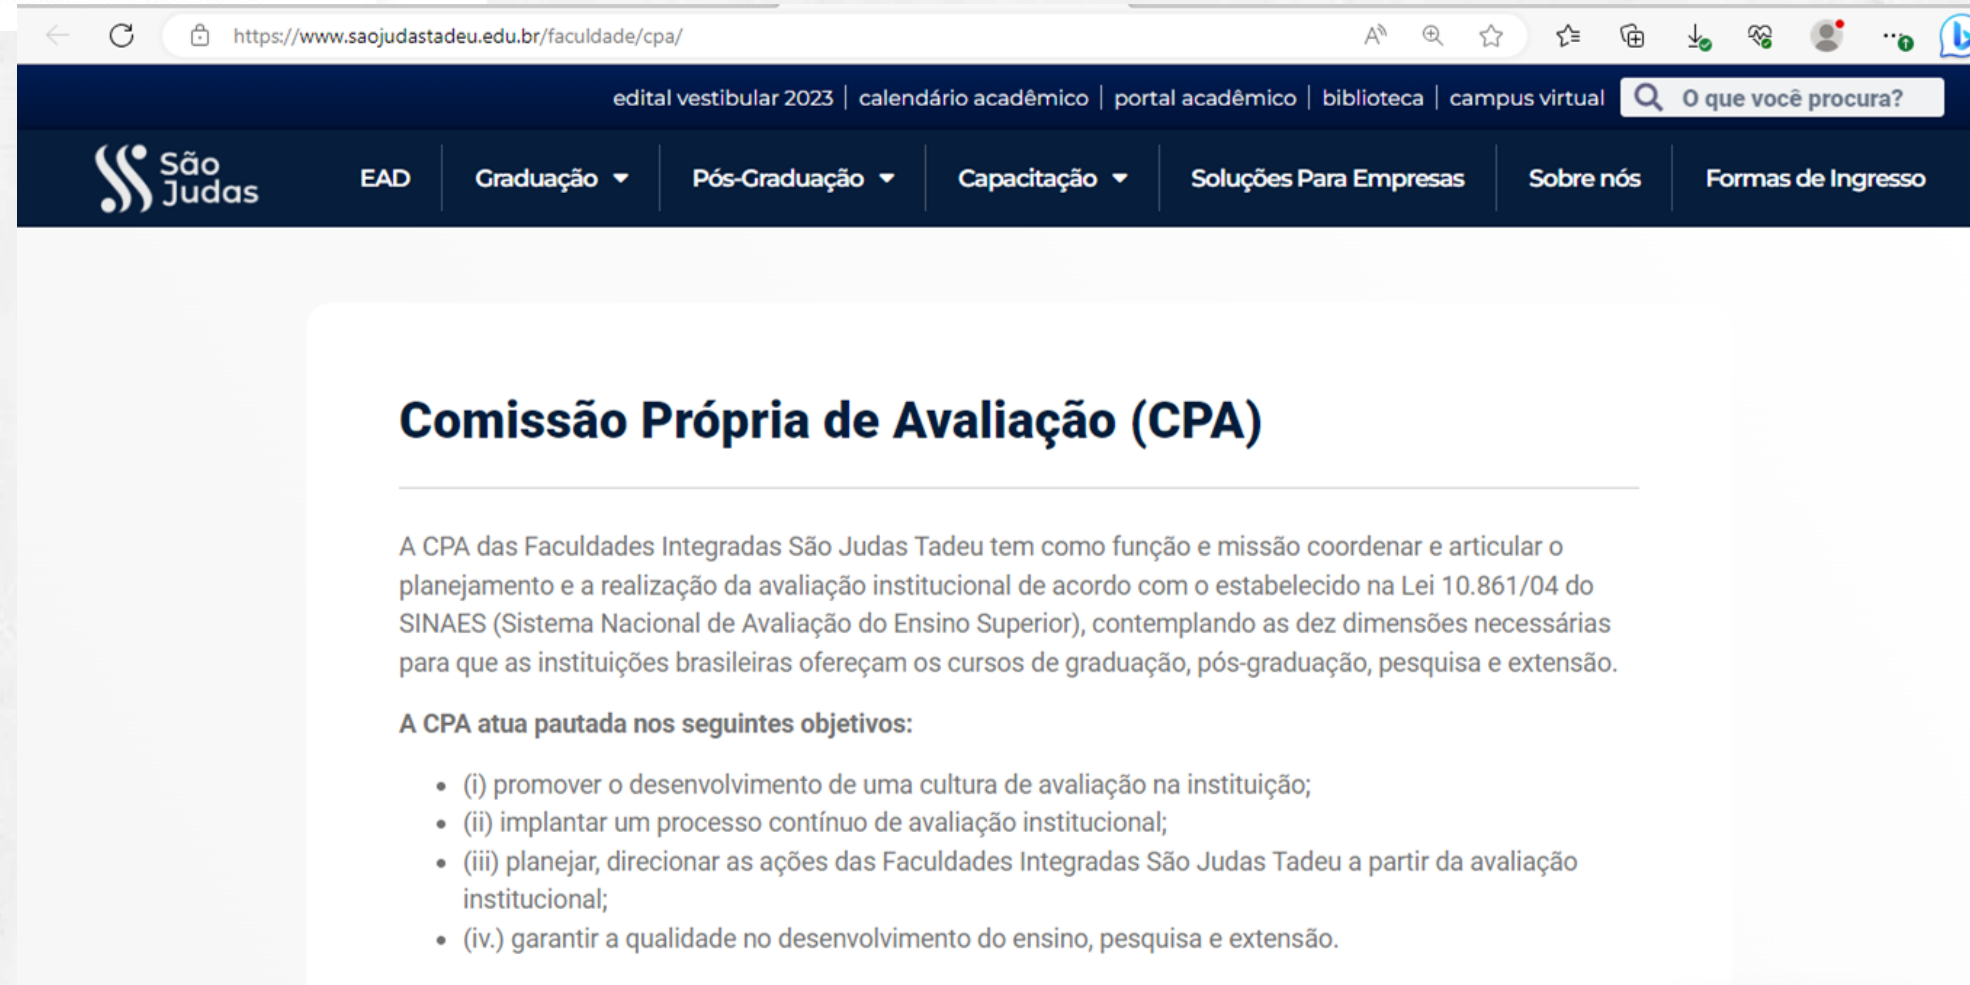 https://www.saojudastadeu.edu.br/faculdade/cpa/
edital vestibular 2023 | calendário acadêmico | portal acadêmico | biblioteca | campus virtual
O que você procura?
São
Judas
EAD
Graduação
Pós-Graduação
Capacitação
Soluções Para Empresas
Sobre nós
Formas de Ingresso
Comissão Própria de Avaliação (CPA)
A CPA das Faculdades Integradas São Judas Tadeu tem como função e missão coordenar e articular o
planejamento e a realização da avaliação institucional de acordo com o estabelecido na Lei 10.861/04 do
SINAES (Sistema Nacional de Avaliação do Ensino Superior), contemplando as dez dimensões necessárias
para que as instituições brasileiras ofereçam os cursos de graduação, pós-graduação, pesquisa e extensão.
A CPA atua pautada nos seguintes objetivos:
• (i) promover o desenvolvimento de uma cultura de avaliação na instituição;
• (ii) implantar um processo contínuo de avaliação institucional;
• (iii) planejar, direcionar as ações das Faculdades Integradas São Judas Tadeu a partir da avaliação
institucional;
• (iv.) garantir a qualidade no desenvolvimento do ensino, pesquisa e extensão.